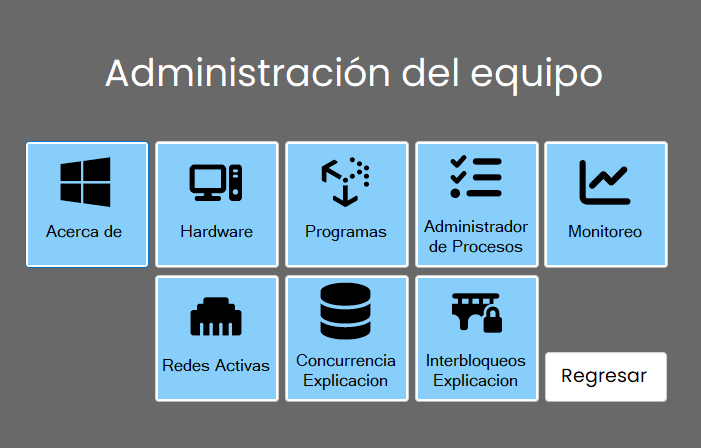 Administración del equipo
Acerca de
Hardware
Programas
Administrador
de Procesos
Monitoreo
Redes Activas
Concurrencia
Explicacion
Interbloqueos
Explicacion
Regresar